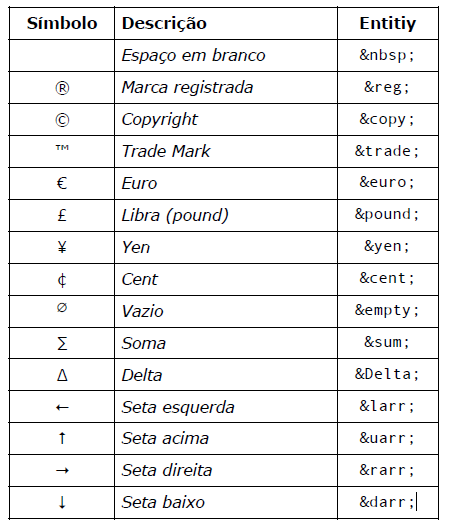 Símbolo Descrição Entitiy
Espaço em branco &nbsp;
® Marca registrada &reg;
© Copyright &copy;
™ Trade Mark &trade;
€ Euro &euro;
£ Libra (pound) &pound;
¥ Yen &yen;
¢ Cent &cent;
∅ Vazio &empty;
∑ Soma &sum;
Δ Delta &Delta;
← Seta esquerda &larr;
↑ Seta acima &uarr;
→ Seta direita &rarr;
↓ Seta baixo &darr;